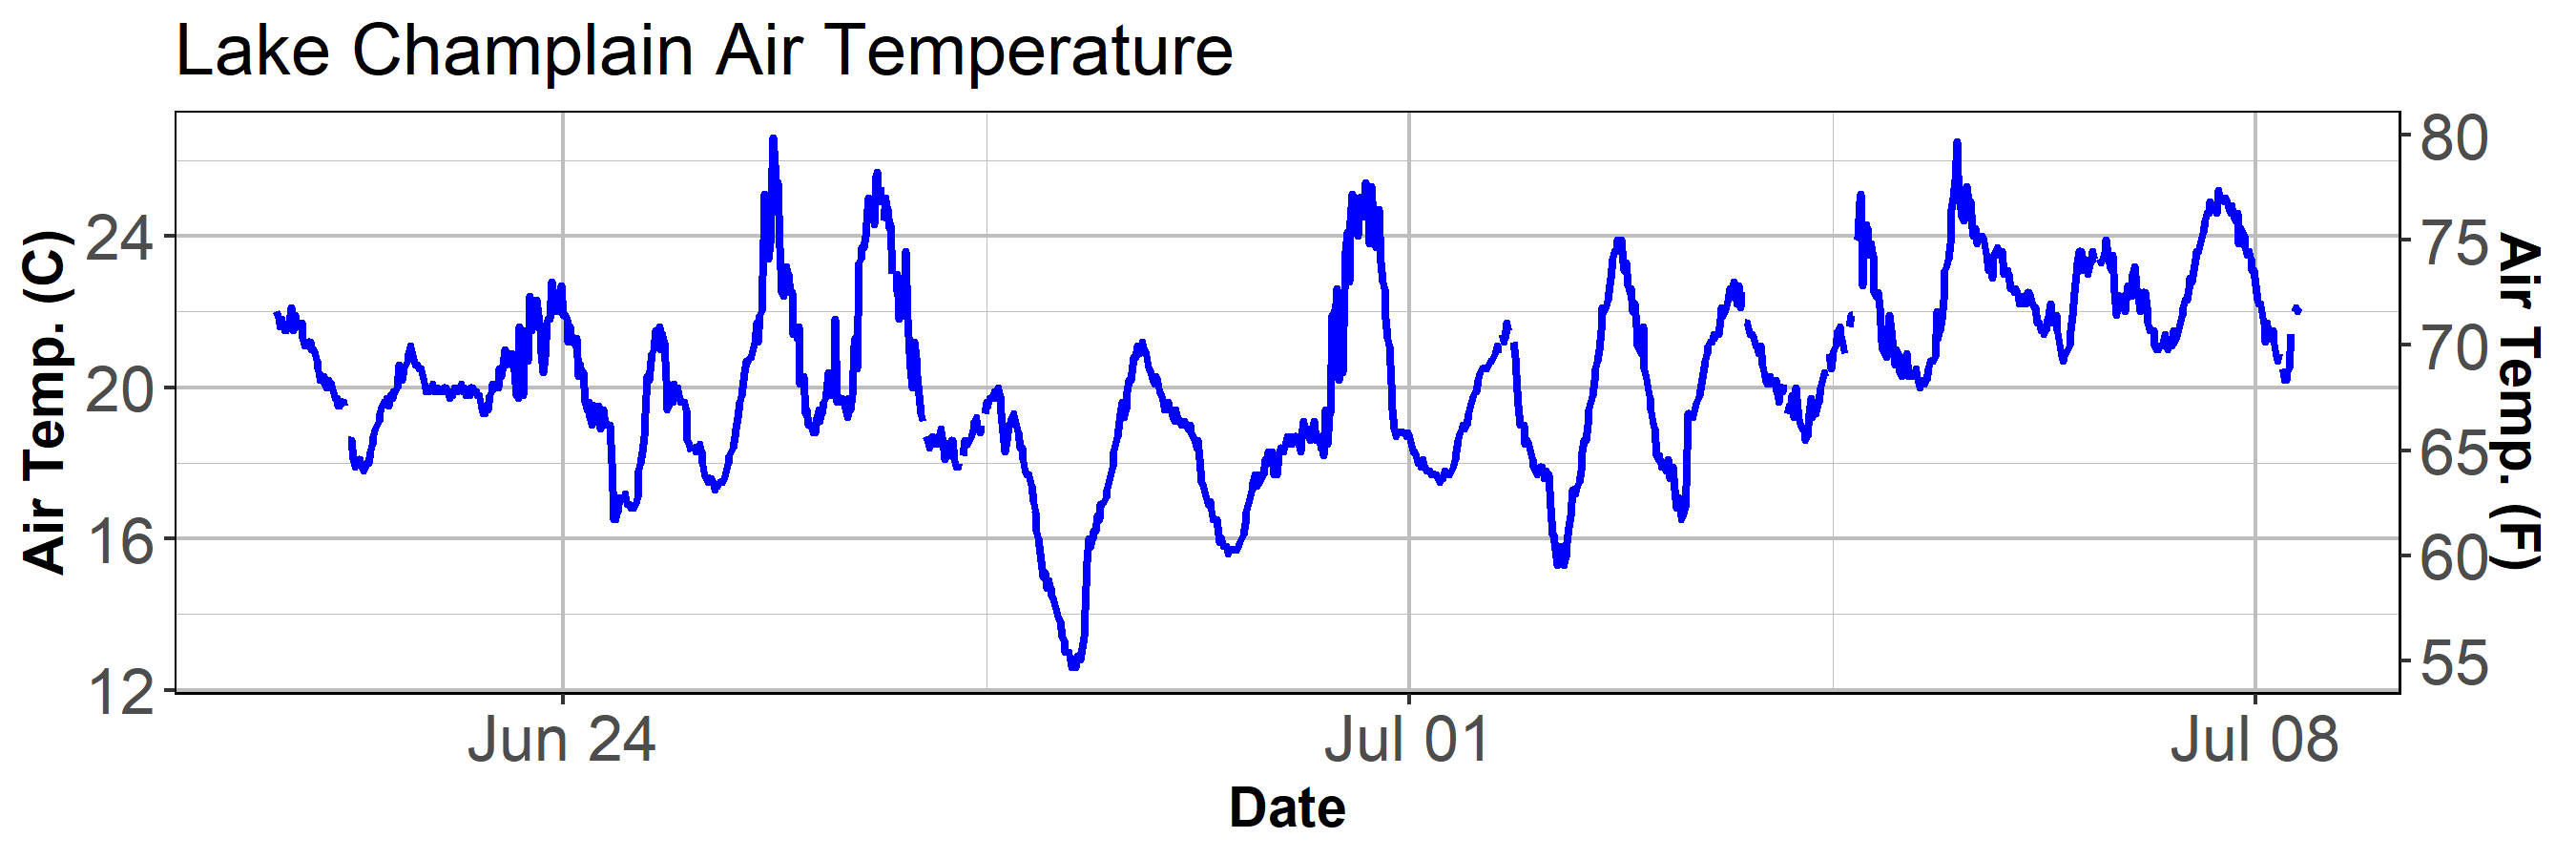 Lake Champlain Air Temperature
Air Temp. (C)
24
20
16
12
80
75
70
65
60
55
Air Temp. (F)
Jun 24
Jul 01
Jul 08
Date